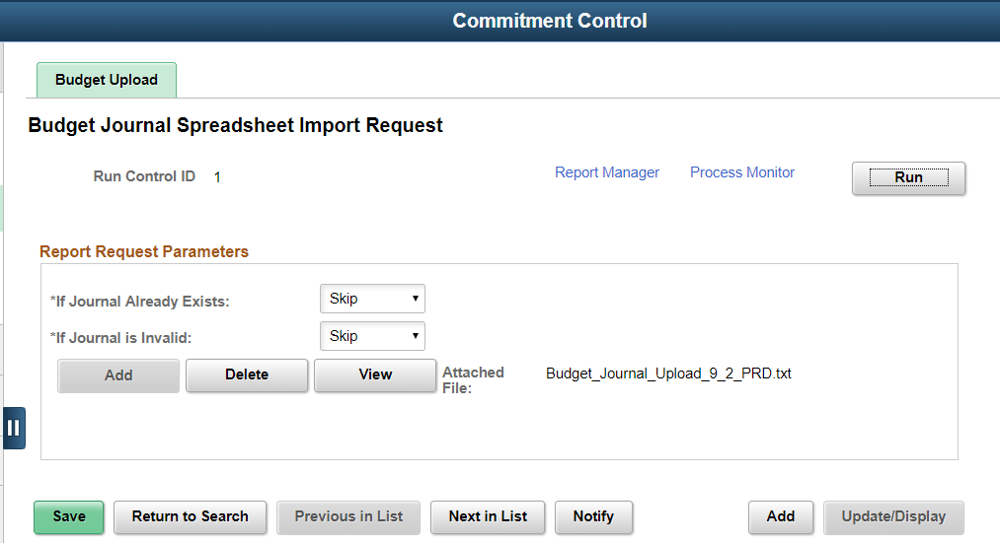 Commitment Control
Budget Upload
Budget Journal Spreadsheet Import Request
Run Control ID 1 Report Manager Process Monitor Run
Report Request Parameters
*If Journal Already Exists: Skip
*If Journal is Invalid: Skip
Add Delete View Attached File: Budget_Journal_Upload_9_2_PRD.txt
Save Return to Search Previous in List Next in List Notify Add Update/Display